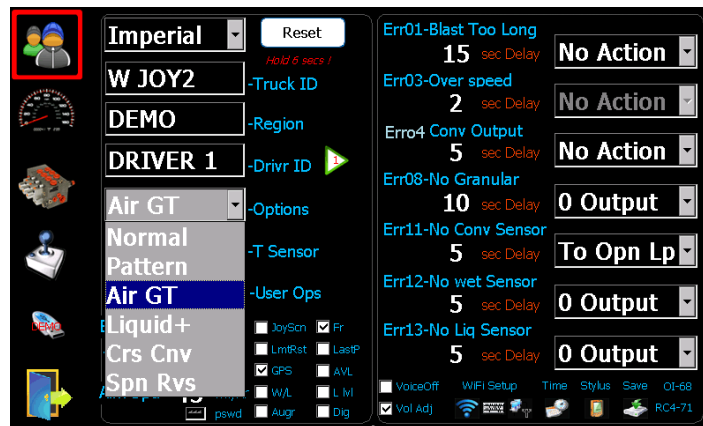 Imperial
Reset
Hold 6 secs !
W JOY2
-Truck ID
DEMO
-Region
DRIVER 1
-Drivr ID
1
Air GT
-Options
Normal
Pattern
-T Sensor
Air GT
-User Ops
Liquid+
Crs Cnv
Spn Rvs
JoyScn
Fr
LmtRst
LastP
GPS
AVL
W/L
L lvl
pswd
Augr
Dig
DEMO
Err01-Blast Too Long
15 sec Delay
No Action
Err03-Over speed
2 sec Delay
No Action
Erro4 Conv Output
5 sec Delay
No Action
Err08-No Granular
10 sec Delay
0 Output
Err11-No Conv Sensor
5 sec Delay
To Opn Lp
Err12-No wet Sensor
5 sec Delay
0 Output
Err13-No Liq Sensor
5 sec Delay
0 Output
VoiceOff
WiFi Setup
Time
Stylus
Save
OI-68
Vol Adj
RC4-71